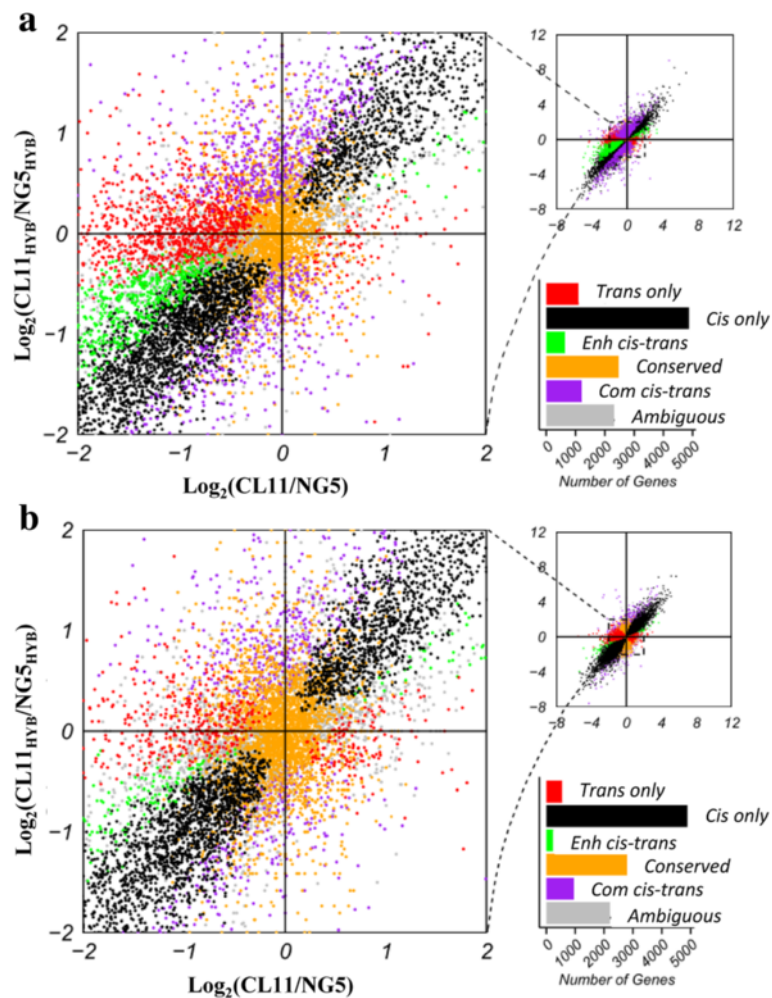 a
2
1
0
−1
−2
−2
−1
0
1
2
Log2(CL11HYB/NG5HYB)
Log2(CL11/NG5)
12
8
4
0
−4
−8
−8
−4
0
4
8
12
Trans only
Cis only
Enh cis-trans
Conserved
Com cis-trans
Ambiguous
0
1000
2000
3000
4000
5000
Number of Genes
b
2
1
0
−1
−2
−2
−1
0
1
2
Log2(CL11HYB/NG5HYB)
Log2(CL11/NG5)
12
8
4
0
−4
−8
−8
−4
0
4
8
12
Trans only
Cis only
Enh cis-trans
Conserved
Com cis-trans
Ambiguous
0
1000
2000
3000
4000
5000
Number of Genes